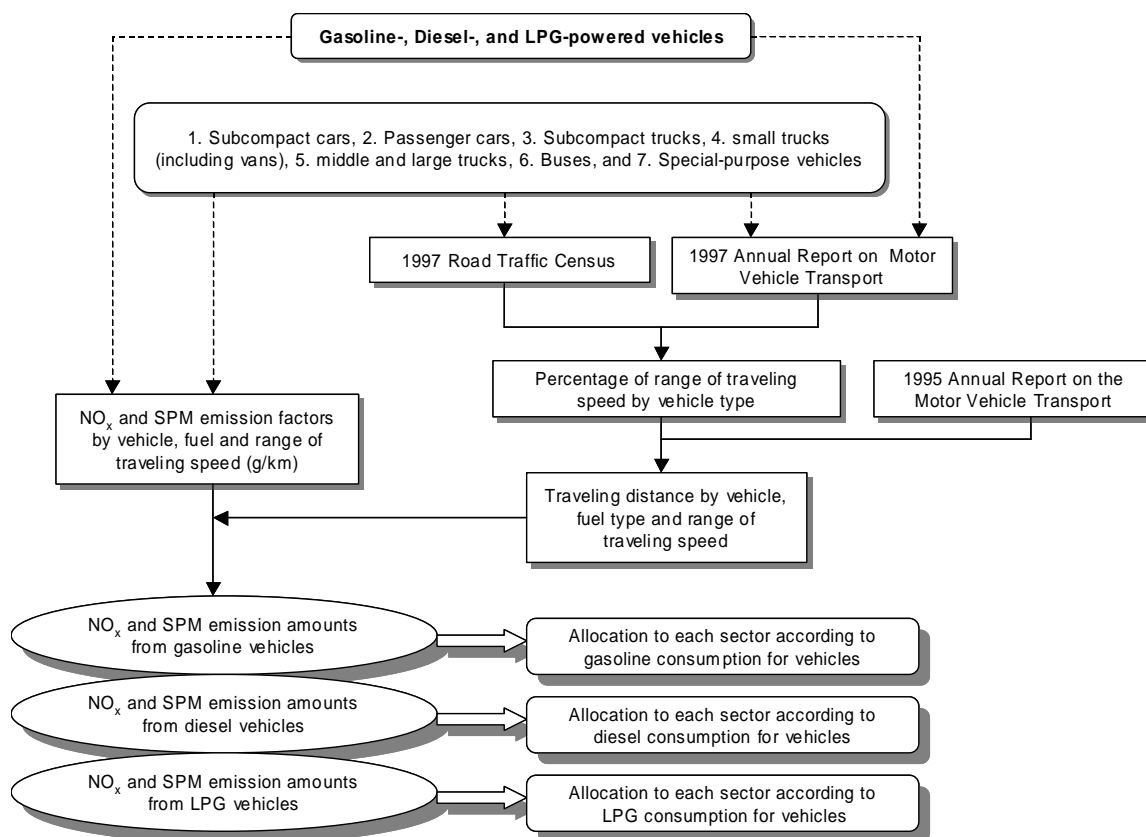 Gasoline-, Diesel-, and LPG-powered vehicles
1. Subcompact cars, 2. Passenger cars, 3. Subcompact trucks, 4. small trucks
(including vans), 5. middle and large trucks, 6. Buses, and 7. Special-purpose vehicles
1997 Road Traffic Census
1997 Annual Report on Motor
Vehicle Transport
Percentage of range of traveling
speed by vehicle type
1995 Annual Report on the
Motor Vehicle Transport
NOx and SPM emission factors
by vehicle, fuel and range of
traveling speed (g/km)
Traveling distance by vehicle,
fuel type and range of
traveling speed
NOx and SPM emission amounts
from gasoline vehicles
Allocation to each sector according to
gasoline consumption for vehicles
NOx and SPM emission amounts
from diesel vehicles
Allocation to each sector according to
diesel consumption for vehicles
NOx and SPM emission amounts
from LPG vehicles
Allocation to each sector according to
LPG consumption for vehicles